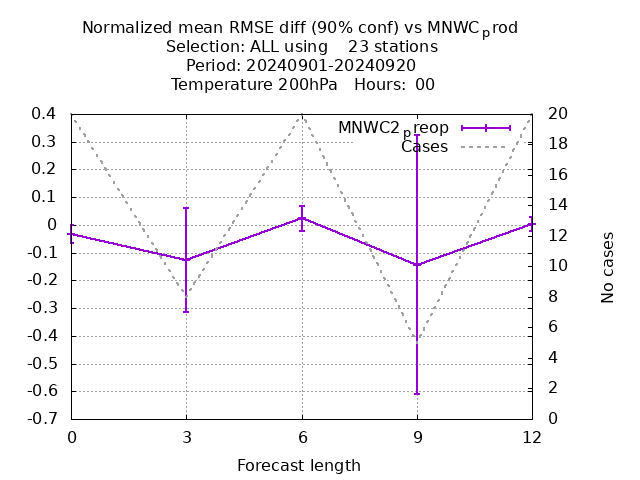 Normalized mean RMSE diff (90% conf) vs MNWCprod
Selection: ALL using    23 stations
Period: 20240901-20240920
Temperature 200hPa   Hours:  00
MNWC2preop
Cases
0.4
0.3
0.2
0.1
0
-0.1
-0.2
-0.3
-0.4
-0.5
-0.6
-0.7
20
18
16
14
12
10
8
6
4
2
0
No cases
0 3 6 9 12
Forecast length